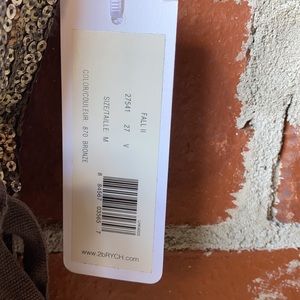 FALL II
27541 27 V
SIZE/TAILLE: M
COLOR/COULEUR: 870 BRONZE
www.2bRYCH.com